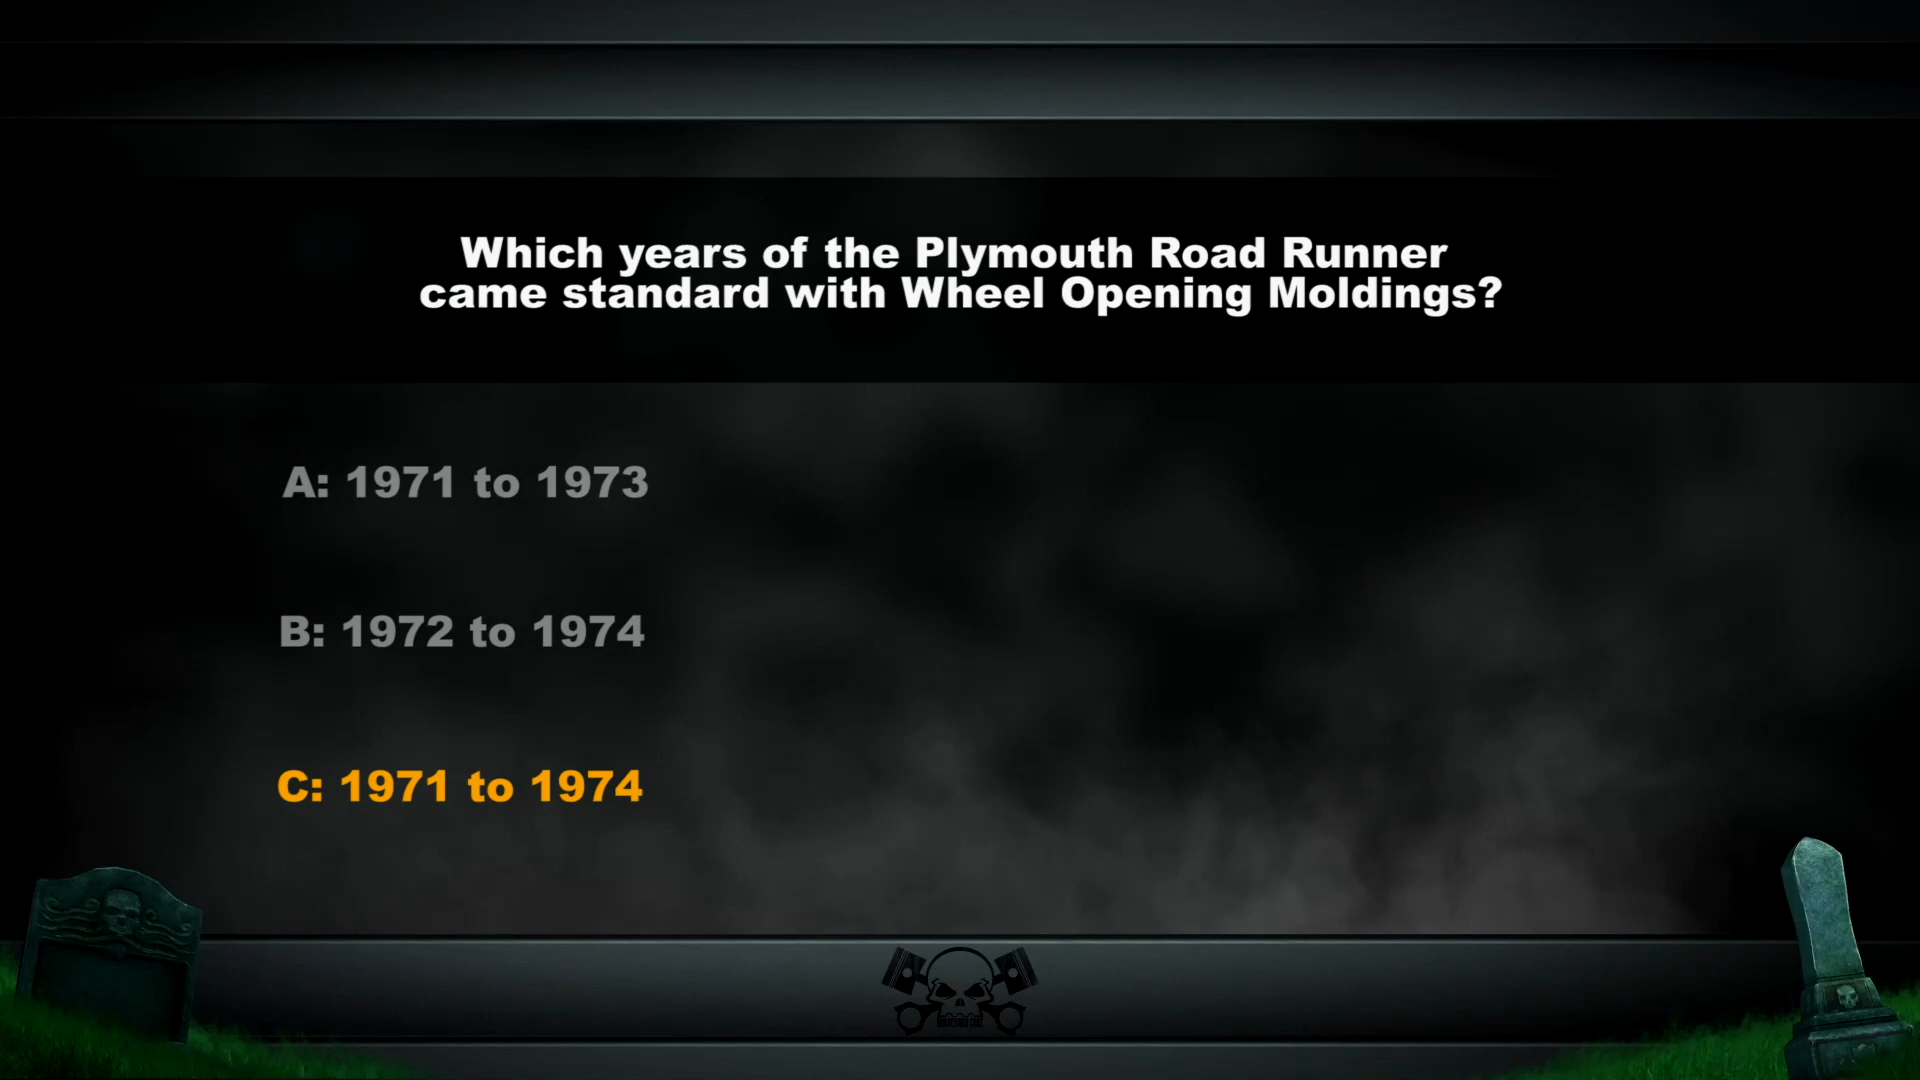 Which years of the Plymouth Road Runner
came standard with Wheel Opening Moldings?
A: 1971 to 1973
B: 1972 to 1974
C: 1971 to 1974